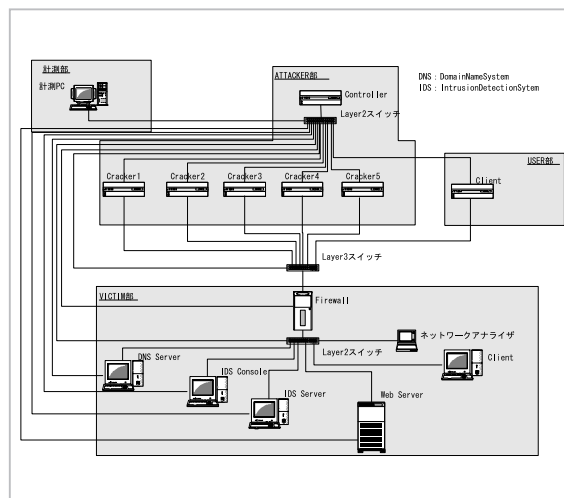 計測部
計測PC
ATTACKER部
Controller
Layer2スイッチ
DNS : DomainNameSystem
IDS : IntrusionDetectionSytem
Cracker1
Cracker2
Cracker3
Cracker4
Cracker5
USER部
Client
Layer3スイッチ
VICTIM部
Firewall
ネットワークアナライザ
Layer2スイッチ
DNS Server
Client
IDS Console
IDS Server
Web Server